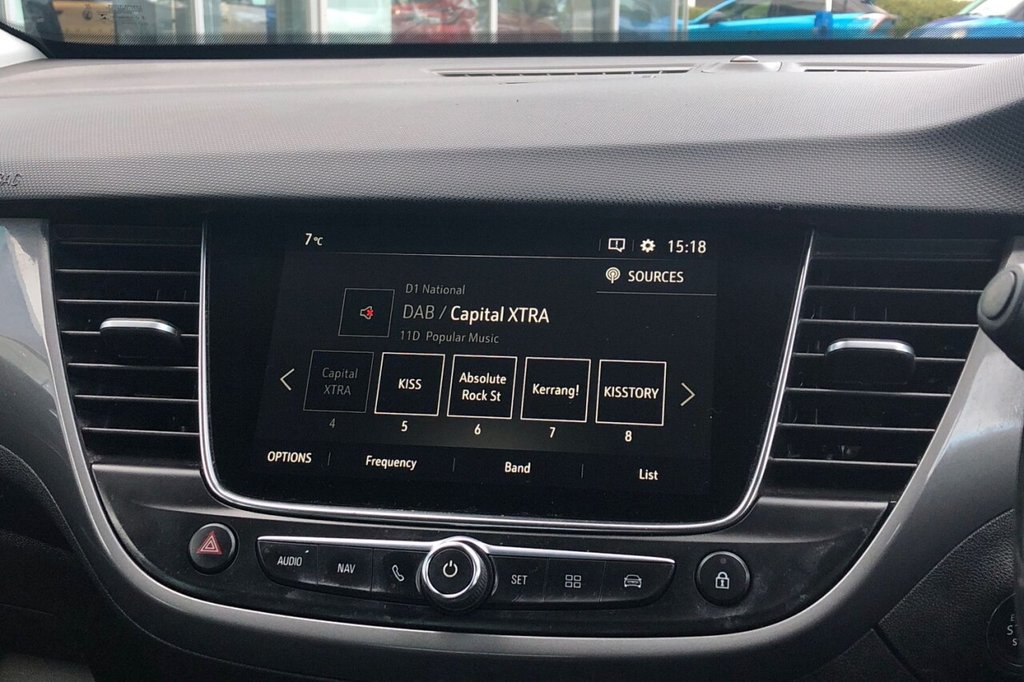 7°C
15:18
SOURCES
D1 National
DAB / Capital XTRA
11D Popular Music
Capital
XTRA
KISS
Absolute
Rock St
Kerrang!
KISSTORY
4
5
6
7
8
OPTIONS
Frequency
Band
List
AUDIO
NAV
SET